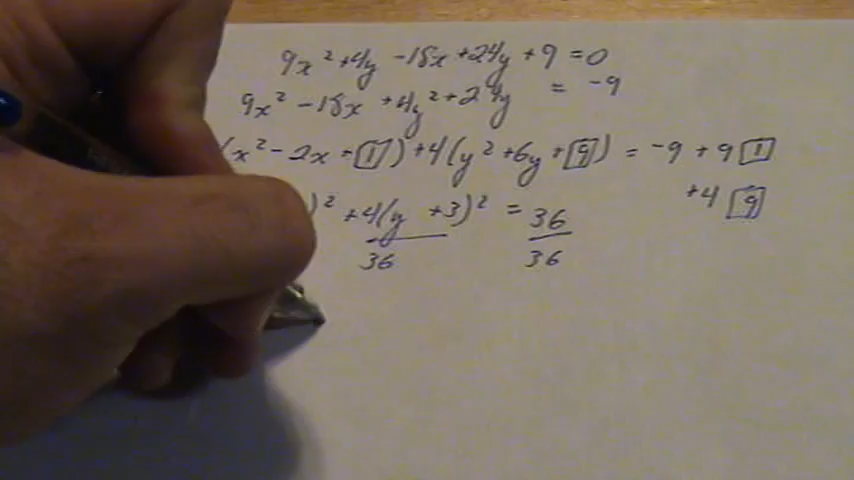 9x² + 4y - 18x + 24y + 9 = 0
9x² - 18x + 4y² + 24y = -9
(x² - 2x + 1) + 4(y² + 6y + 9) = -9 + 9 1
+4 9
)² + 4(y + 3)² = 36
36 36